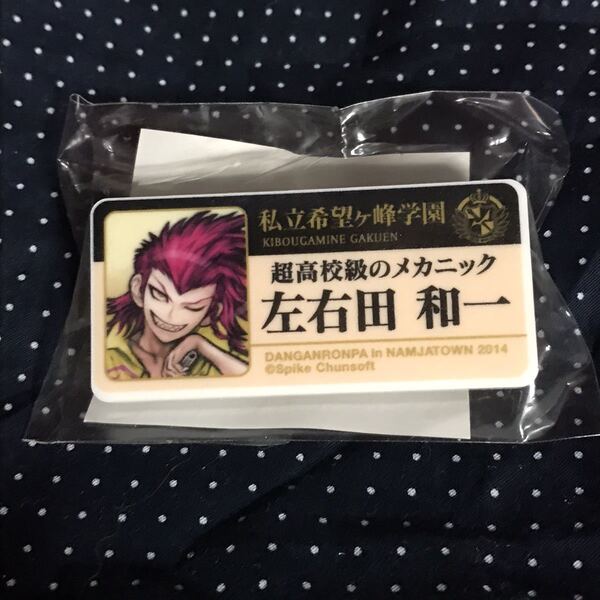 私立希望ヶ峰学園
KIBOUGAMINE GAKUEN
超高校級のメカニック
左右田 和一
DANGANRONPA in NAMJATOWN 2014
©Spike Chunsoft